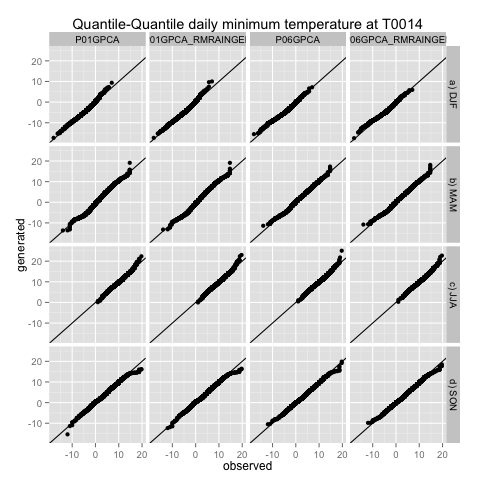 Quantile-Quantile daily minimum temperature at T0014
P01GPCA 01GPCA_RMRAINGE P06GPCA 06GPCA_RMRAINGE
20
10
0
-10
a) DJF
20
10
0
-10
b) MAM
20
10
0
-10
c) JJA
20
10
0
-10
d) SON
-10 0 10 20 -10 0 10 20 -10 0 10 20 -10 0 10 20
generated
observed